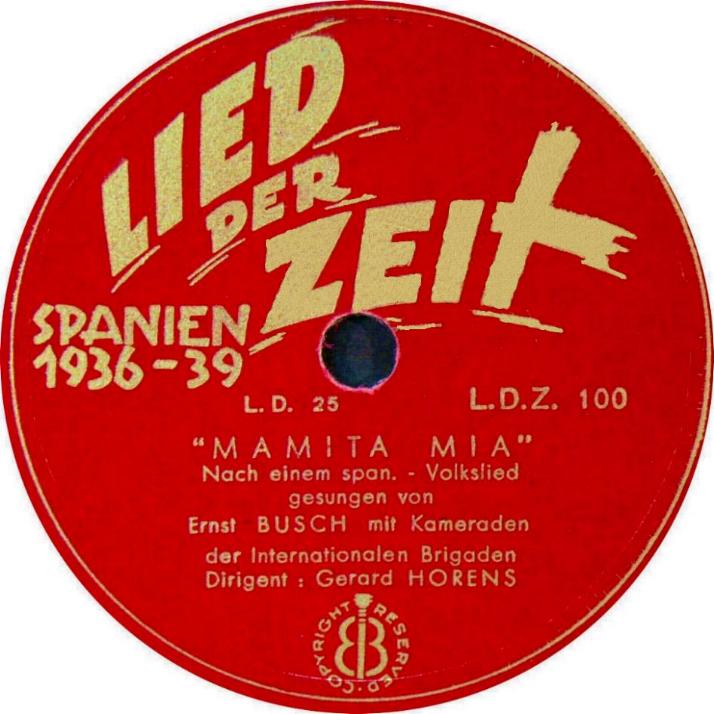 LIED
DER
ZEIT
SPANIEN
1936-39
L.D. 25
L.D.Z. 100
"MAMITA MIA"
Nach einem span. - Volkslied
gesungen von
Ernst BUSCH mit Kameraden
der Internationalen Brigaden
Dirigent : Gerard HORENS
EB
COPYRIGHT RESERVED